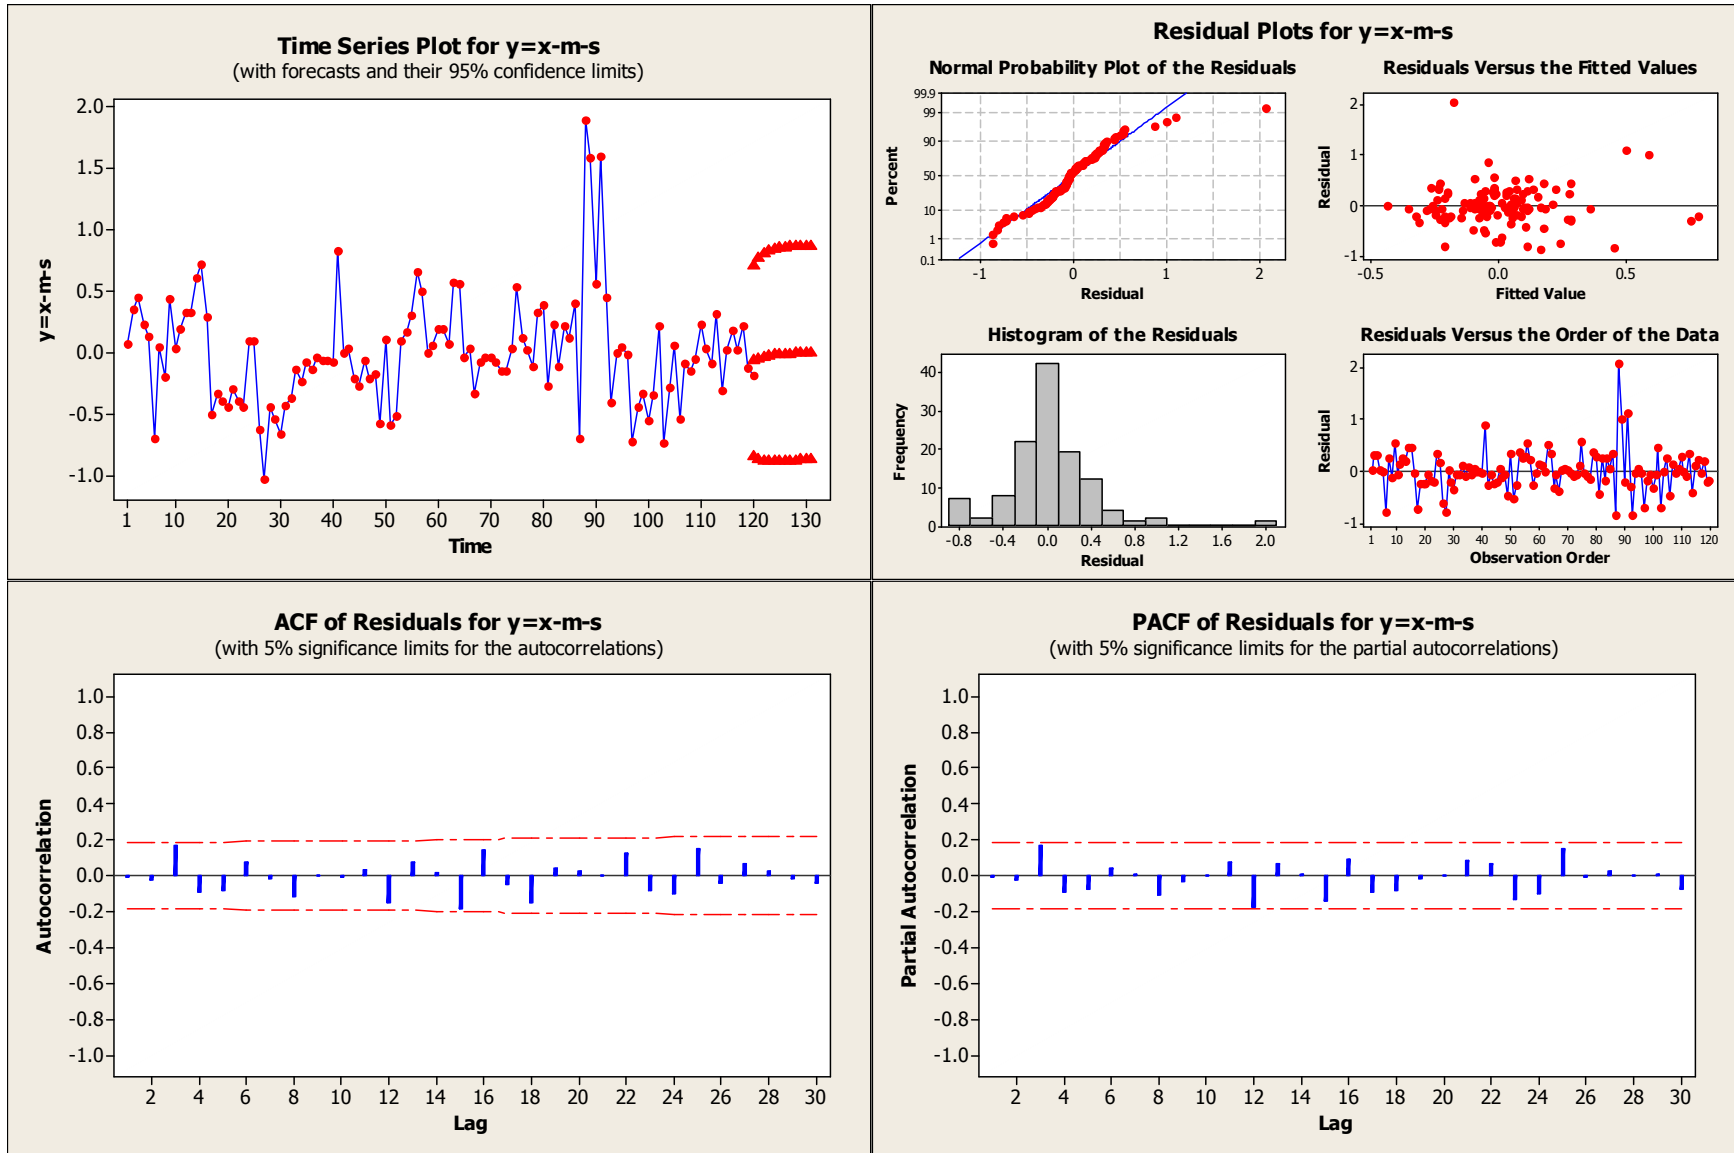 Time Series Plot for y=x-m-s
(with forecasts and their 95% confidence limits)
y=x-m-s
2.0
1.5
1.0
0.5
0.0
-0.5
-1.0
1 10 20 30 40 50 60 70 80 90 100 110 120 130
Time
Residual Plots for y=x-m-s
Normal Probability Plot of the Residuals
Percent
99.9
99
90
50
10
1
0.1
-1 0 1 2
Residual
Residuals Versus the Fitted Values
Residual
2
1
0
-1
-0.5 0.0 0.5
Fitted Value
Histogram of the Residuals
Frequency
40
30
20
10
0
-0.8 -0.4 0.0 0.4 0.8 1.2 1.6 2.0
Residual
Residuals Versus the Order of the Data
Residual
2
1
0
-1
1 10 20 30 40 50 60 70 80 90 100 110 120
Observation Order
ACF of Residuals for y=x-m-s
(with 5% significance limits for the autocorrelations)
Autocorrelation
1.0
0.8
0.6
0.4
0.2
0.0
-0.2
-0.4
-0.6
-0.8
-1.0
2 4 6 8 10 12 14 16 18 20 22 24 26 28 30
Lag
PACF of Residuals for y=x-m-s
(with 5% significance limits for the partial autocorrelations)
Partial Autocorrelation
1.0
0.8
0.6
0.4
0.2
0.0
-0.2
-0.4
-0.6
-0.8
-1.0
2 4 6 8 10 12 14 16 18 20 22 24 26 28 30
Lag